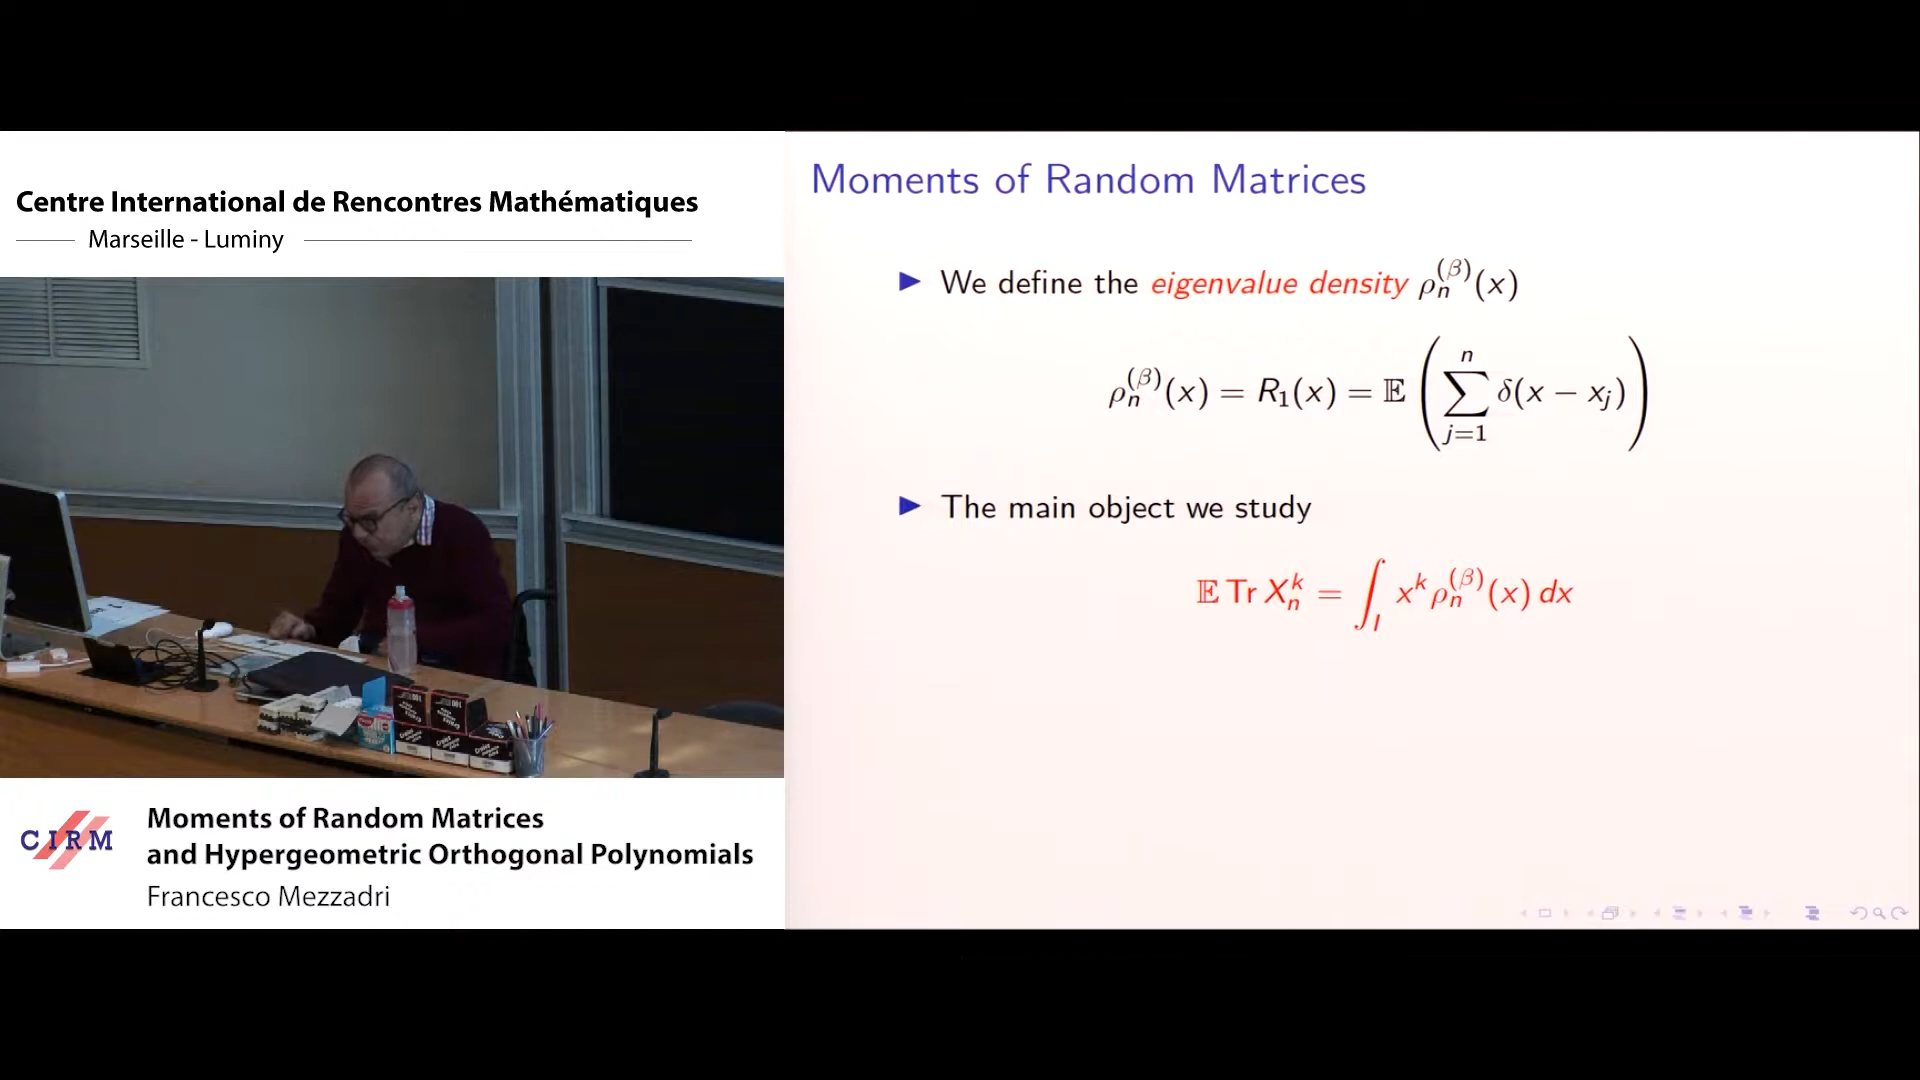 Centre International de Rencontres Mathématiques
Marseille - Luminy
CIRM
Moments of Random Matrices
and Hypergeometric Orthogonal Polynomials
Francesco Mezzadri
Moments of Random Matrices
▶ We define the eigenvalue density ρ_n^{(β)}(x)
ρ_n^{(β)}(x) = R_1(x) = 𝔼 ( ∑_{j=1}^{n} δ(x − x_j) )
▶ The main object we study
𝔼 Tr X_n^k = ∫_I x^k ρ_n^{(β)}(x) dx